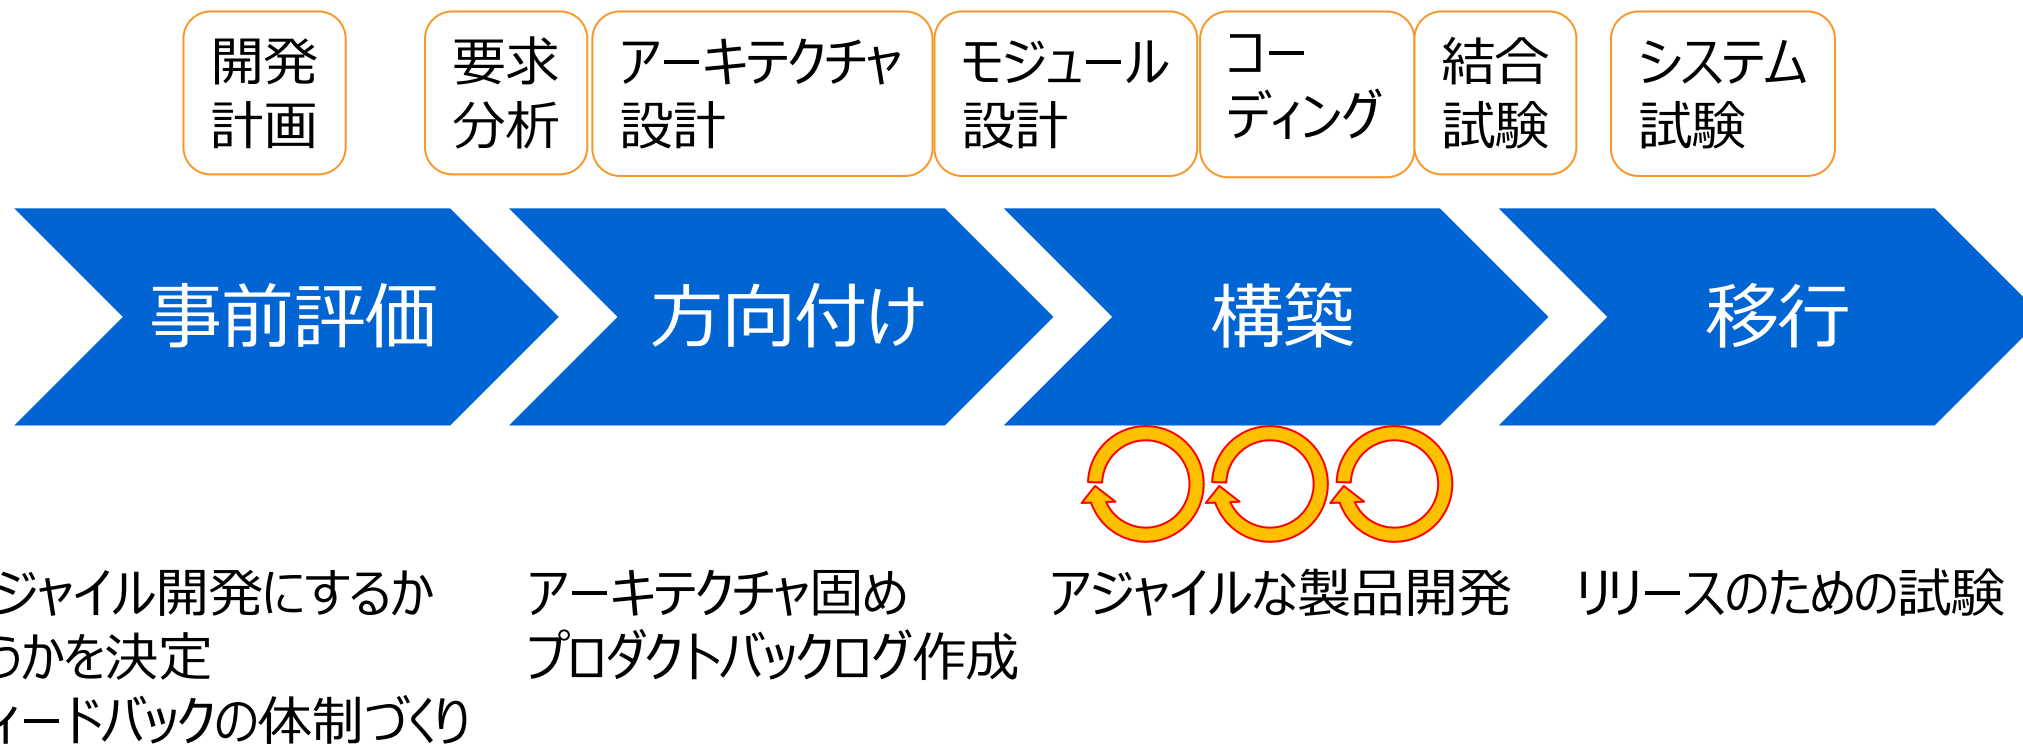 開発
計画
要求
分析
アーキテクチャ
設計
モジュール
設計
コー
ディング
結合
試験
システム
試験
事前評価
方向付け
構築
移行
ジャイル開発にするか
うかを決定
ィードバックの体制づくり
アーキテクチャ固め
プロダクトバックログ作成
アジャイルな製品開発
リリースのための試験